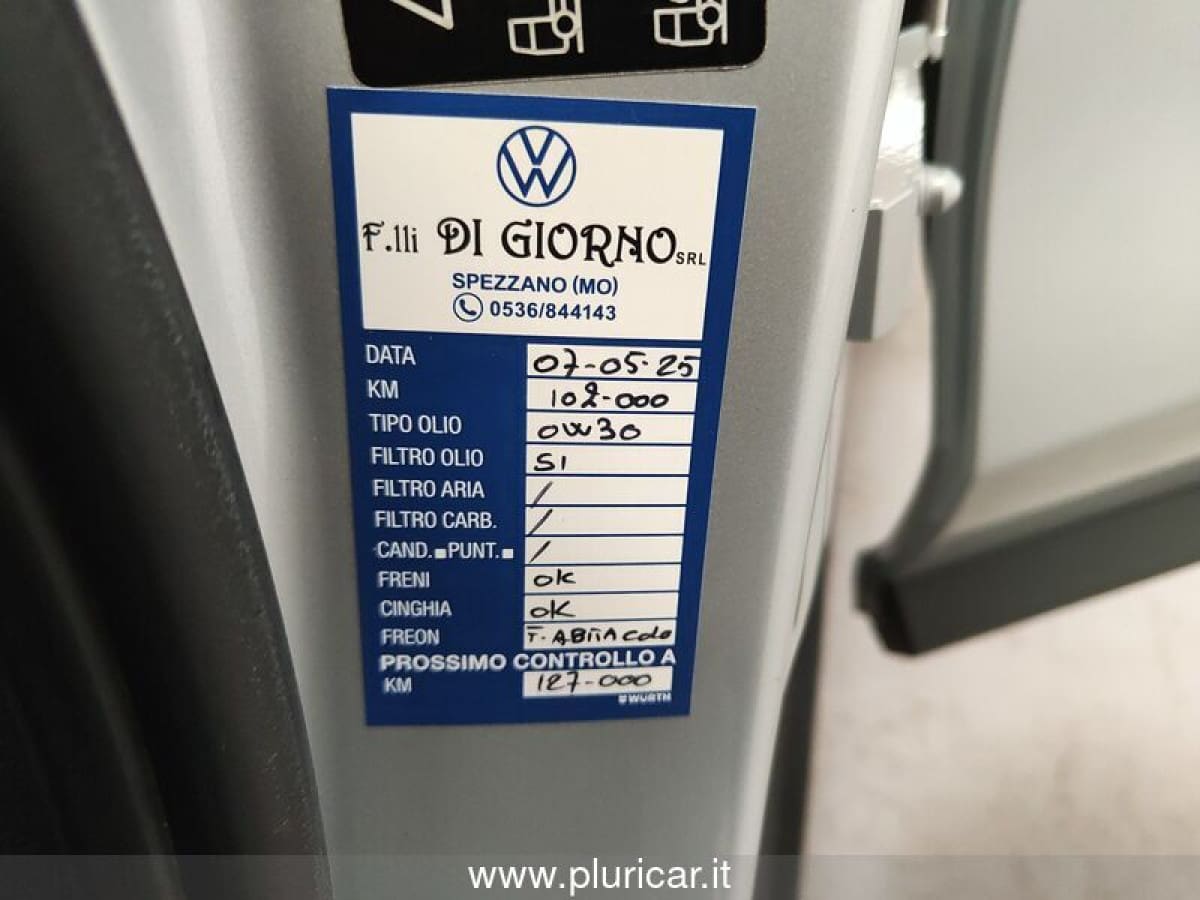 F.lli DI GIORNO SRL
SPEZZANO (MO)
0536/844143
DATA 07-05-25
KM 102-000
TIPO OLIO 0W30
FILTRO OLIO SI
FILTRO ARIA /
FILTRO CARB. /
CAND. PUNT. /
FRENI OK
CINGHIA OK
FREON T. ABITACOLO
PROSSIMO CONTROLLO A
KM 127-000
WURTH
www.pluricar.it